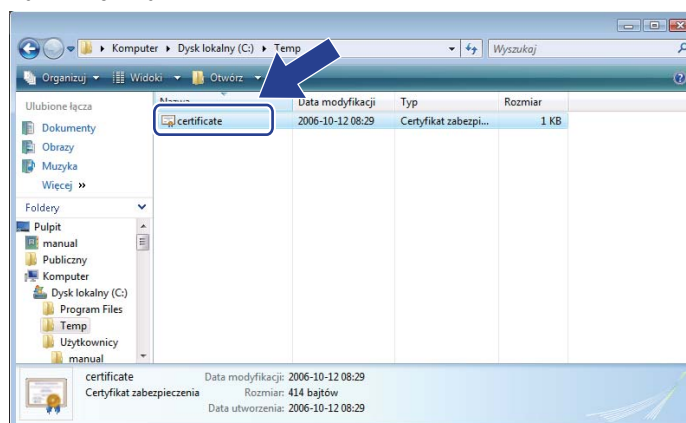 Komputer ▸ Dysk lokalny (C:) ▸ Temp
Wyszukaj
Organizuj Widoki Otwórz
Ulubione łącza
Dokumenty
Obrazy
Muzyka
Więcej »
Foldery
Pulpit
manual
Publiczny
Komputer
Dysk lokalny (C:)
Program Files
Temp
Użytkownicy
manual
Nazwa Data modyfikacji Typ Rozmiar
certificate 2006-10-12 08:29 Certyfikat zabezpi... 1 KB
certificate Data modyfikacji: 2006-10-12 08:29
Certyfikat zabezpieczenia Rozmiar: 414 bajtów
Data utworzenia: 2006-10-12 08:29